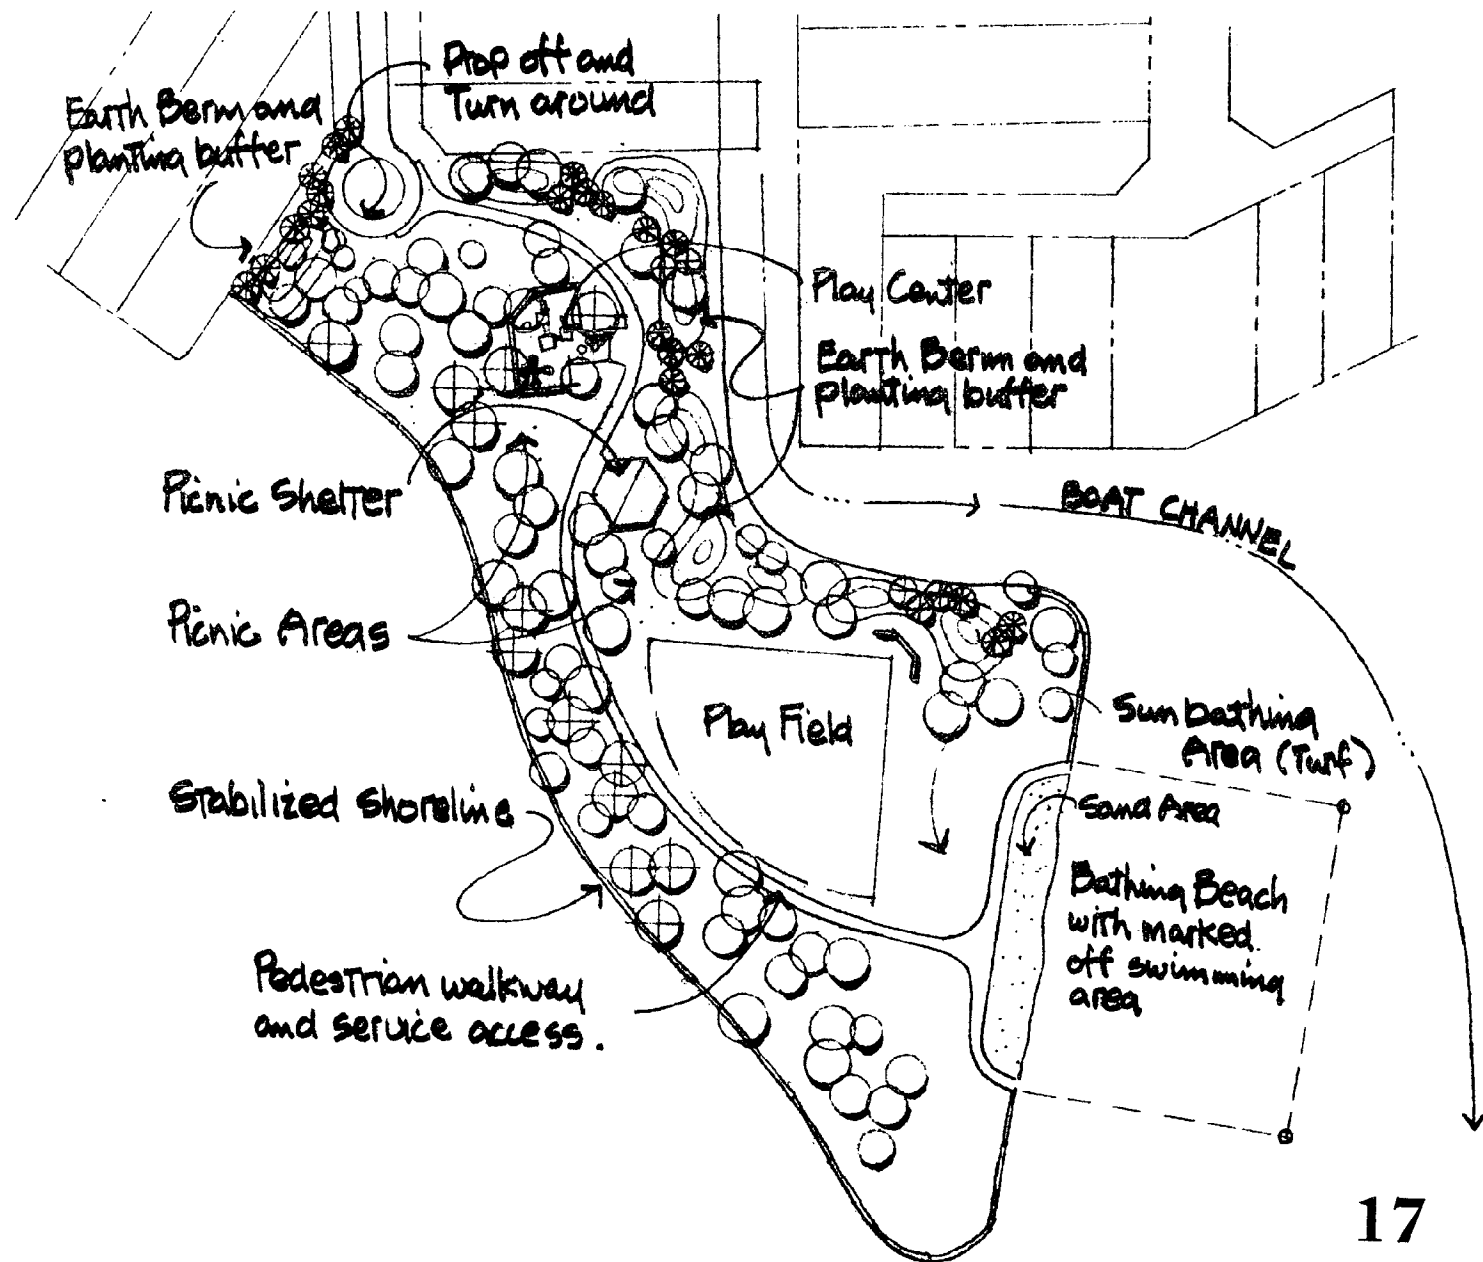 Drop off and
Turn around
Earth Berm and
planting buffer
Play Center
Earth Berm and
planting buffer
Picnic Shelter
BOAT CHANNEL
Picnic Areas
Play Field
Sun bathing
Area (Turf)
Stabilized Shoreline
Sand Area
Bathing Beach
with marked
off swimming
area
Pedestrian walkway
and service access.
17